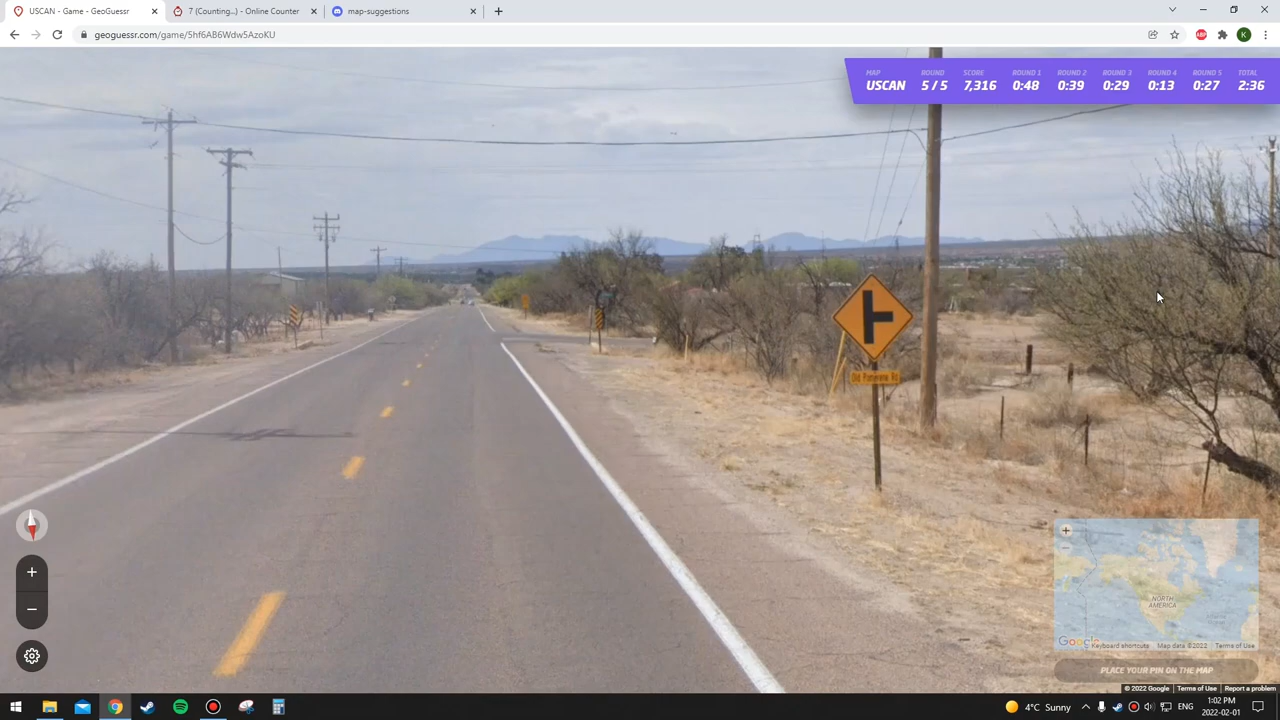 USCAN - Game - GeoGuessr
7 (Counting...) - Online Counter
map-suggestions
geoguessr.com/game/5hf6AB6Wdw5AzoKU
ABP
K
MAP
USCAN
ROUND
5 / 5
SCORE
7,316
ROUND 1
0:48
ROUND 2
0:39
ROUND 3
0:29
ROUND 4
0:13
ROUND 5
0:27
TOTAL
2:36
Old Pomerene Rd
NORTH
AMERICA
Google
Keyboard shortcuts
Map data ©2022
Terms of Use
PLACE YOUR PIN ON THE MAP
© 2022 Google
Terms of Use
Report a problem
4°C Sunny
ENG
1:02 PM
2022-02-01